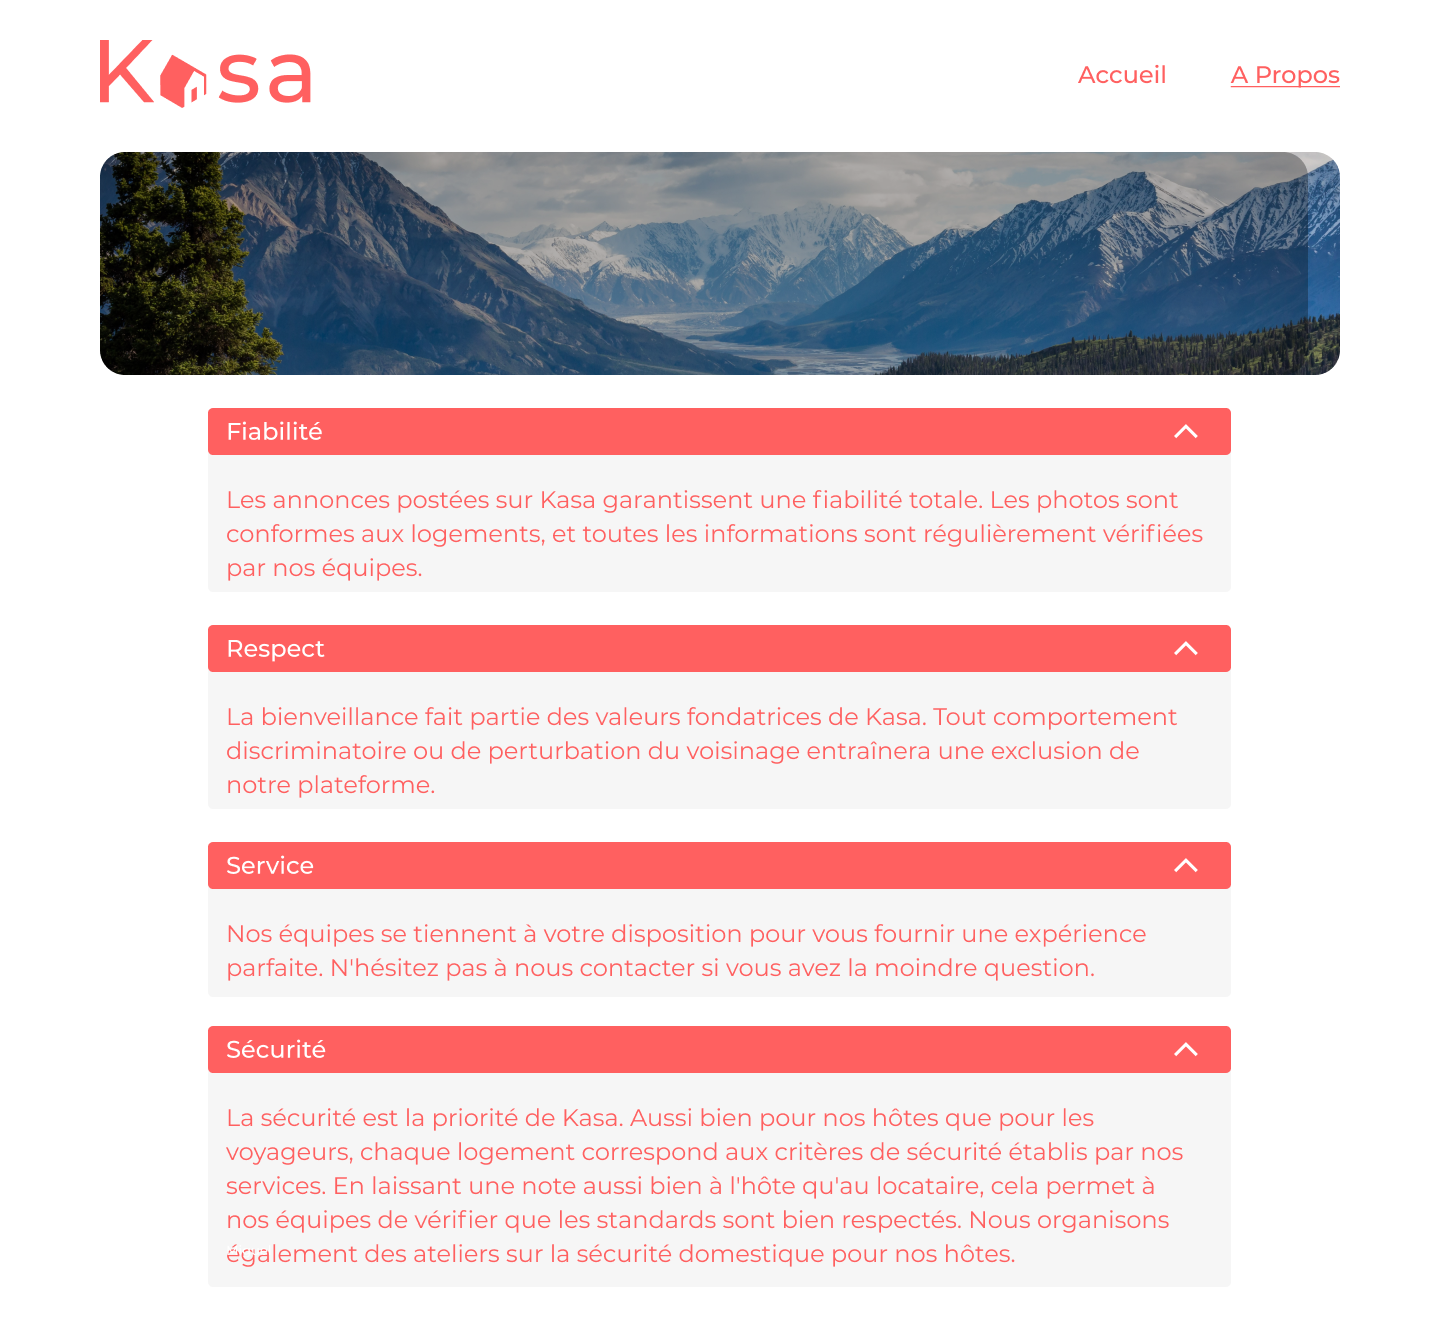 Kasa
Accueil
A Propos
Fiabilité
Les annonces postées sur Kasa garantissent une fiabilité totale. Les photos sont
conformes aux logements, et toutes les informations sont régulièrement vérifiées
par nos équipes.
Respect
La bienveillance fait partie des valeurs fondatrices de Kasa. Tout comportement
discriminatoire ou de perturbation du voisinage entraînera une exclusion de
notre plateforme.
Service
Nos équipes se tiennent à votre disposition pour vous fournir une expérience
parfaite. N'hésitez pas à nous contacter si vous avez la moindre question.
Sécurité
La sécurité est la priorité de Kasa. Aussi bien pour nos hôtes que pour les
voyageurs, chaque logement correspond aux critères de sécurité établis par nos
services. En laissant une note aussi bien à l'hôte qu'au locataire, cela permet à
nos équipes de vérifier que les standards sont bien respectés. Nous organisons
également des ateliers sur la sécurité domestique pour nos hôtes.